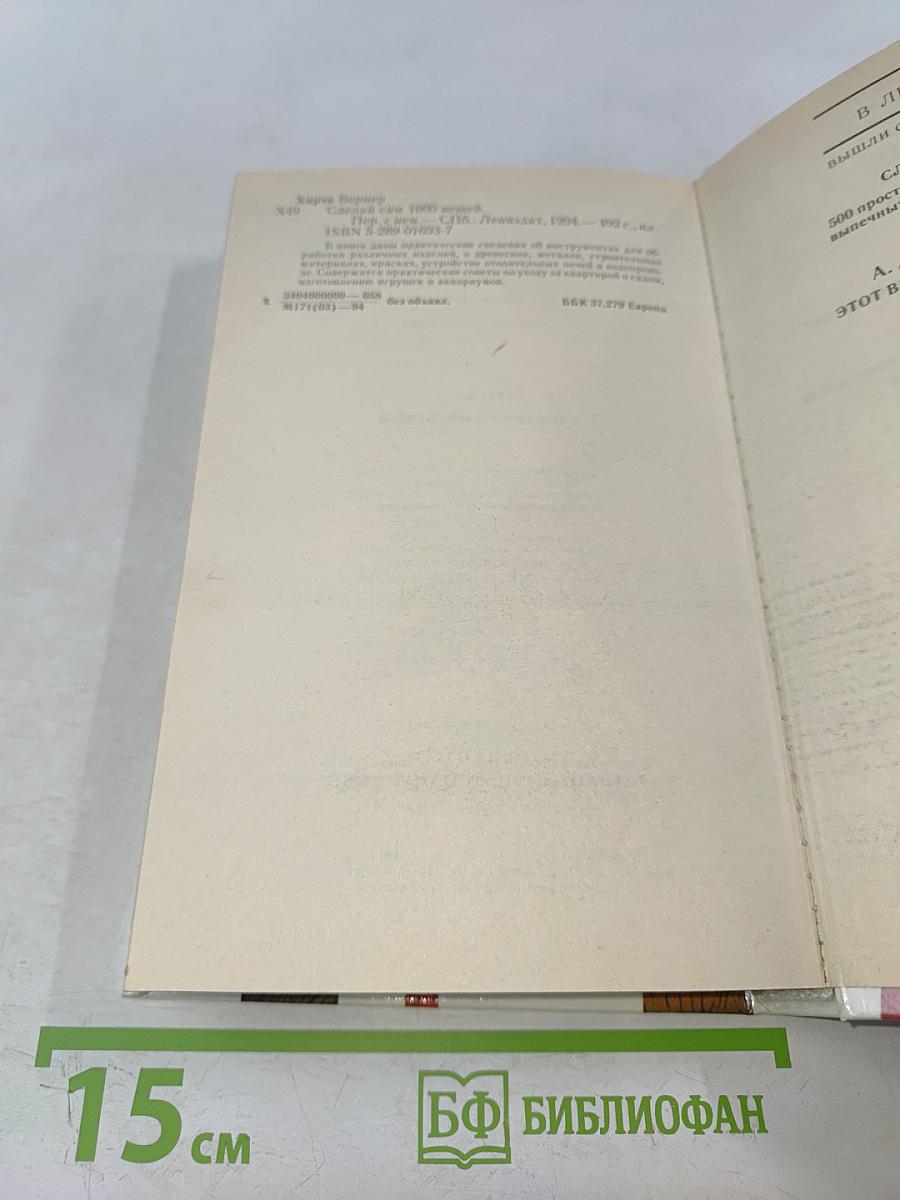 Хирте Вернер
Х49 Сделай сам 1000 вещей.
Пер. с нем.— СПб.: Лениздат, 1994.— 492 с., ил.
ISBN 5-289-01693-7
В книге даны практические сведения об инструментах для об-
работки различных изделий, о древесине, металле, строительных
материалах, красках, устройстве отопительных печей и водопрово-
де. Содержатся практические советы по уходу за квартирой и садом,
изготовлению игрушек и аквариумов.
Х 3404000000—058
М171(03)—94 без объявл. ББК 37.279 Европа
В Л
ВЫШЛИ
СЛ
500 прост
выпечных
А.
ЭТОТ В
15 см
БФ БИБЛИОФАН